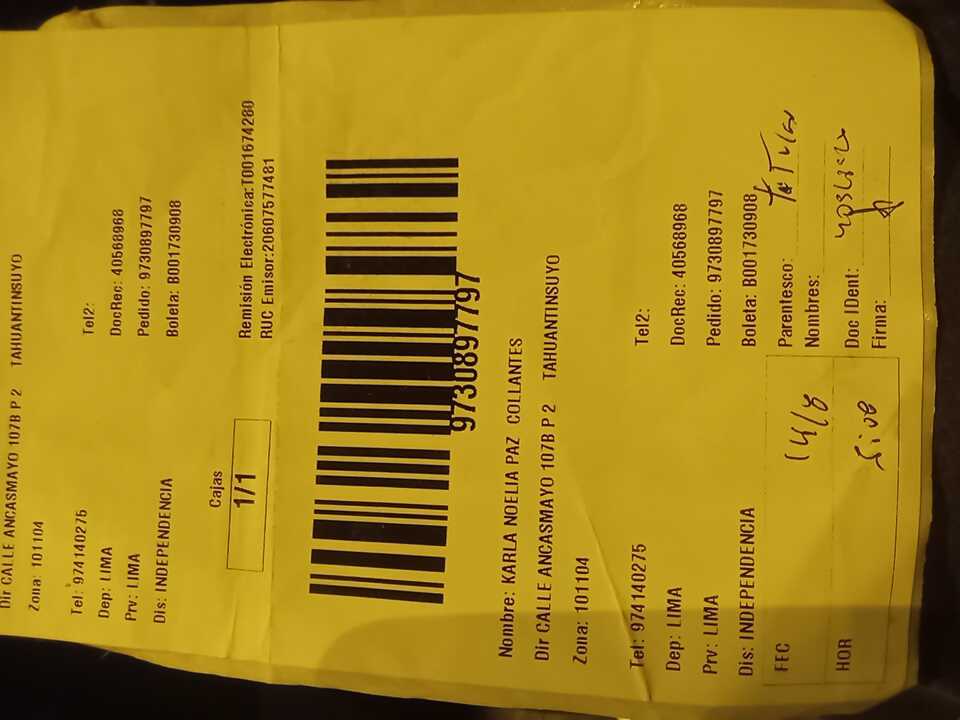 Dir CALLE ANCASMAYO 107B P 2 TAHUANTINSUYO
Zona: 101104
Tel: 974140275 Tel2:
Dep: LIMA DocRec: 40568968
Prv: LIMA Pedido: 9730897797
Dis: INDEPENDENCIA Boleta: B001730908
Cajas
1/1
Remisión Electrónica:T001674280
RUC Emisor:20607577481
9730897797
Nombre: KARLA NOELIA PAZ COLLANTES
Dir CALLE ANCASMAYO 107B P 2 TAHUANTINSUYO
Zona: 101104
Tel: 974140275 Tel2:
Dep: LIMA DocRec: 40568968
Prv: LIMA Pedido: 9730897797
Dis: INDEPENDENCIA Boleta: B001730908
FEC 14/8 Parentesco:
Nombres:
HOR Doc IDent:
Firma: